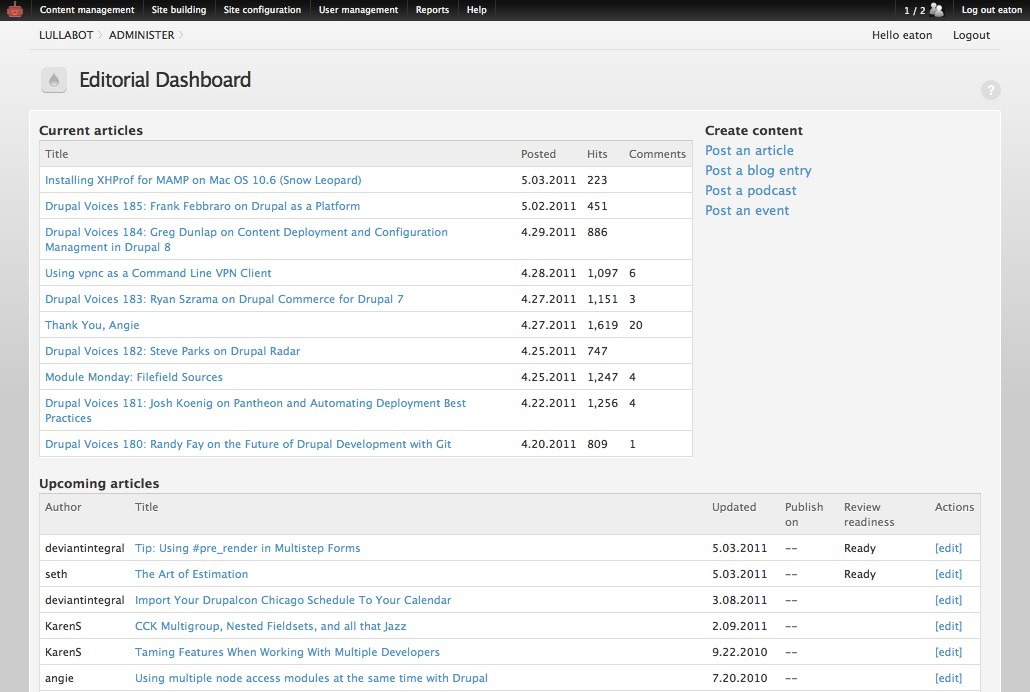 Content management Site building Site configuration User management Reports Help 1 / 2 Log out eaton
LULLABOT ADMINISTER Hello eaton Logout
Editorial Dashboard
?
Current articles
Title Posted Hits Comments
Installing XHProf for MAMP on Mac OS 10.6 (Snow Leopard) 5.03.2011 223
Drupal Voices 185: Frank Febbraro on Drupal as a Platform 5.02.2011 451
Drupal Voices 184: Greg Dunlap on Content Deployment and Configuration 4.29.2011 886
Managment in Drupal 8
Using vpnc as a Command Line VPN Client 4.28.2011 1,097 6
Drupal Voices 183: Ryan Szrama on Drupal Commerce for Drupal 7 4.27.2011 1,151 3
Thank You, Angie 4.27.2011 1,619 20
Drupal Voices 182: Steve Parks on Drupal Radar 4.25.2011 747
Module Monday: Filefield Sources 4.25.2011 1,247 4
Drupal Voices 181: Josh Koenig on Pantheon and Automating Deployment Best 4.22.2011 1,256 4
Practices
Drupal Voices 180: Randy Fay on the Future of Drupal Development with Git 4.20.2011 809 1
Create content
Post an article
Post a blog entry
Post a podcast
Post an event
Upcoming articles
Author Title Updated Publish Review Actions
on readiness
deviantintegral Tip: Using #pre_render in Multistep Forms 5.03.2011 -- Ready [edit]
seth The Art of Estimation 5.03.2011 -- Ready [edit]
deviantintegral Import Your Drupalcon Chicago Schedule To Your Calendar 3.08.2011 -- [edit]
KarenS CCK Multigroup, Nested Fieldsets, and all that Jazz 2.09.2011 -- [edit]
KarenS Taming Features When Working With Multiple Developers 9.22.2010 -- [edit]
angie Using multiple node access modules at the same time with Drupal 7.20.2010 -- [edit]